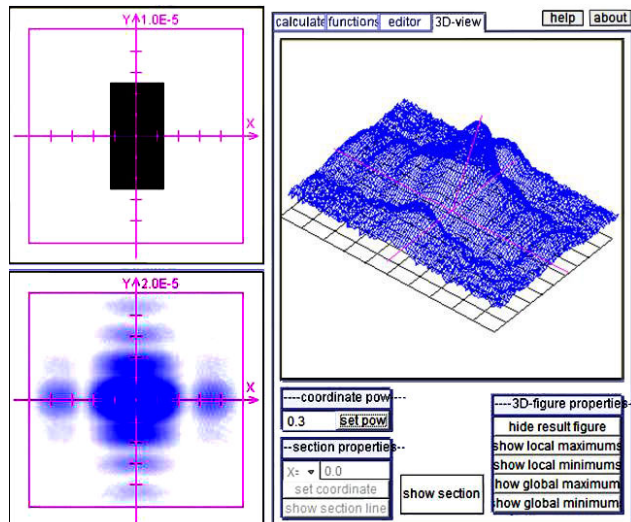 Y 1.0E-5
X
Y 2.0E-5
X
calculate functions editor 3D-view help about
----coordinate pow---
0.3 set pow
--section properties--
X= 0.0
set coordinate
show section line
show section
----3D-figure properties--
hide result figure
show local maximums
show local minimums
how global maximum
how global minimums